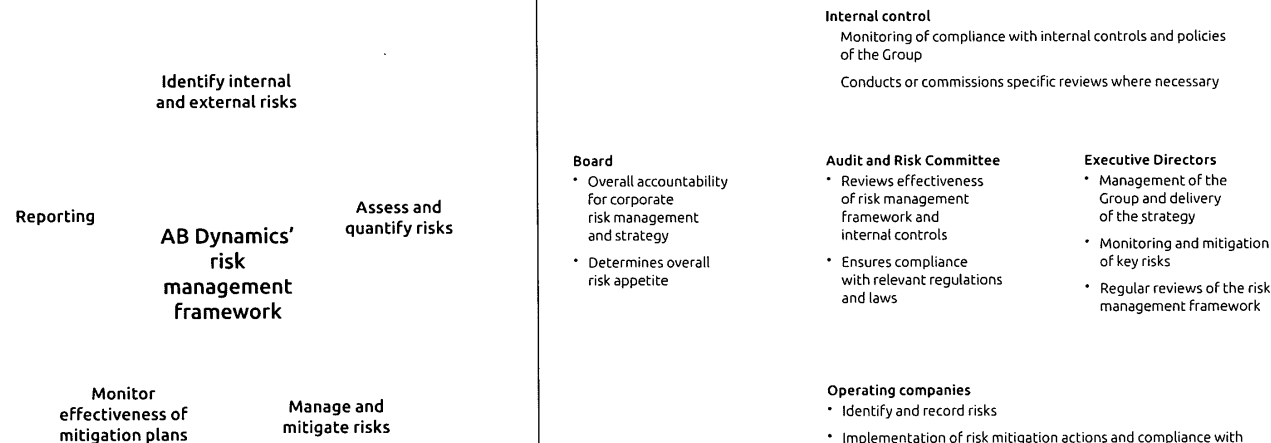 Identify internal
and external risks
Reporting
Assess and
quantify risks
AB Dynamics'
risk
management
framework
Monitor
effectiveness of
mitigation plans
Manage and
mitigate risks
Internal control
Monitoring of compliance with internal controls and policies
of the Group
Conducts or commissions specific reviews where necessary
Board
• Overall accountability
for corporate
risk management
and strategy
• Determines overall
risk appetite
Audit and Risk Committee
• Reviews effectiveness
of risk management
framework and
internal controls
• Ensures compliance
with relevant regulations
and laws
Executive Directors
• Management of the
Group and delivery
of the strategy
• Monitoring and mitigation
of key risks
• Regular reviews of the risk
management framework
Operating companies
• Identify and record risks
• Implementation of risk mitigation actions and compliance with